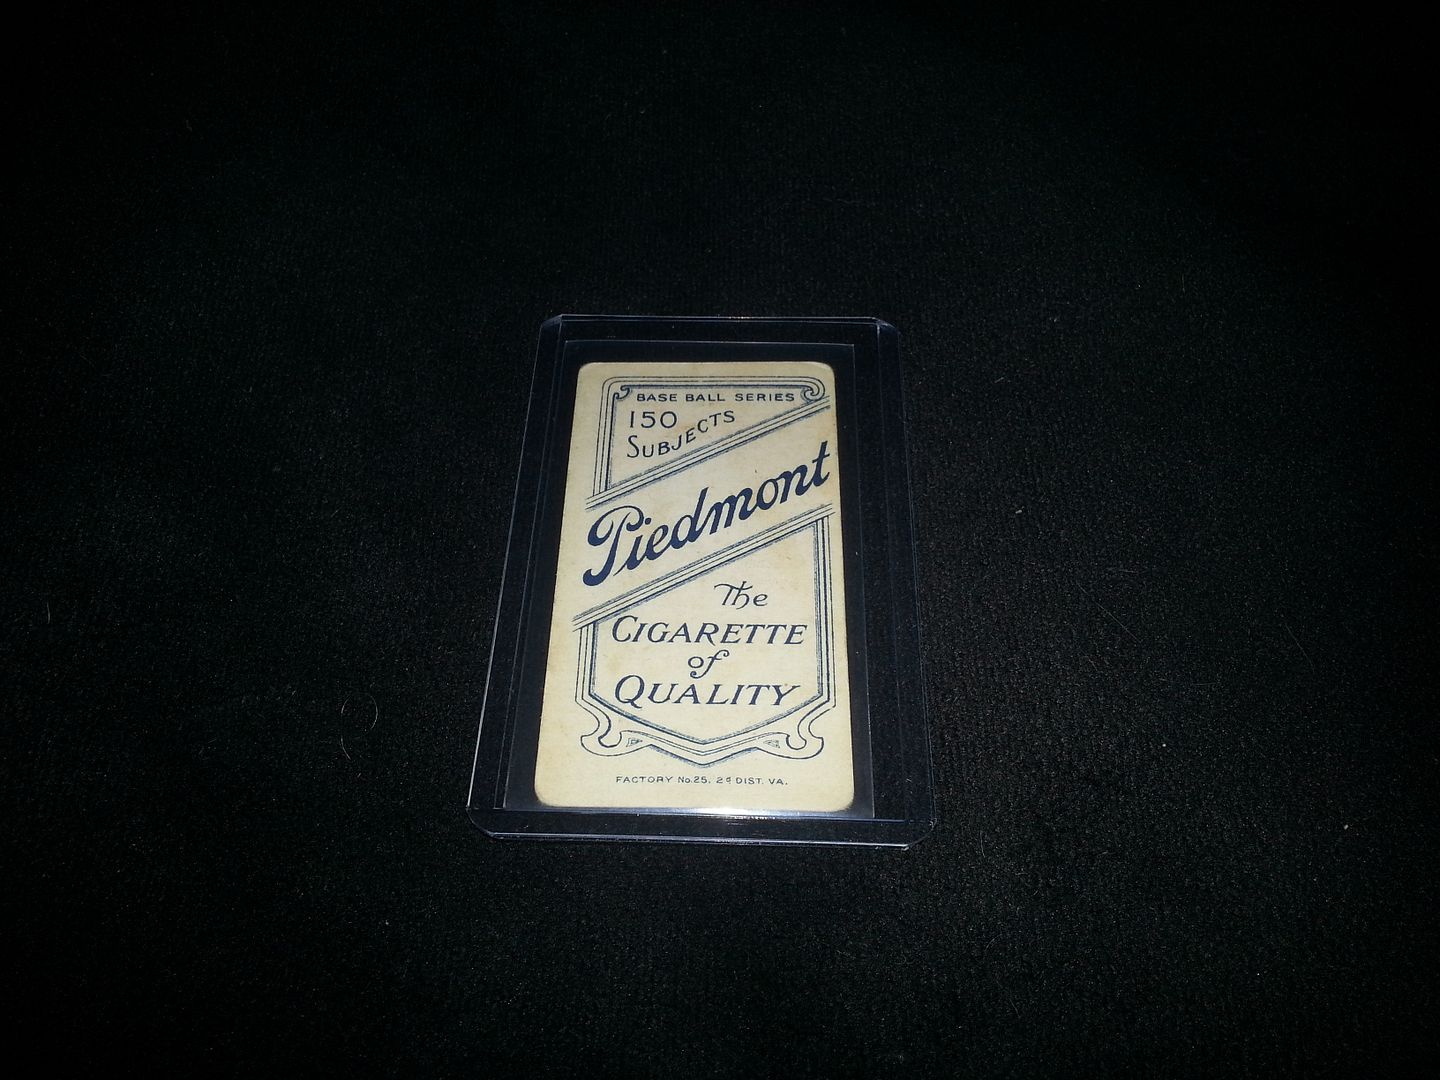 BASE BALL SERIES
150
SUBJECTS
Piedmont
The
CIGARETTE
of
QUALITY
FACTORY No.25, 2d DIST. VA.